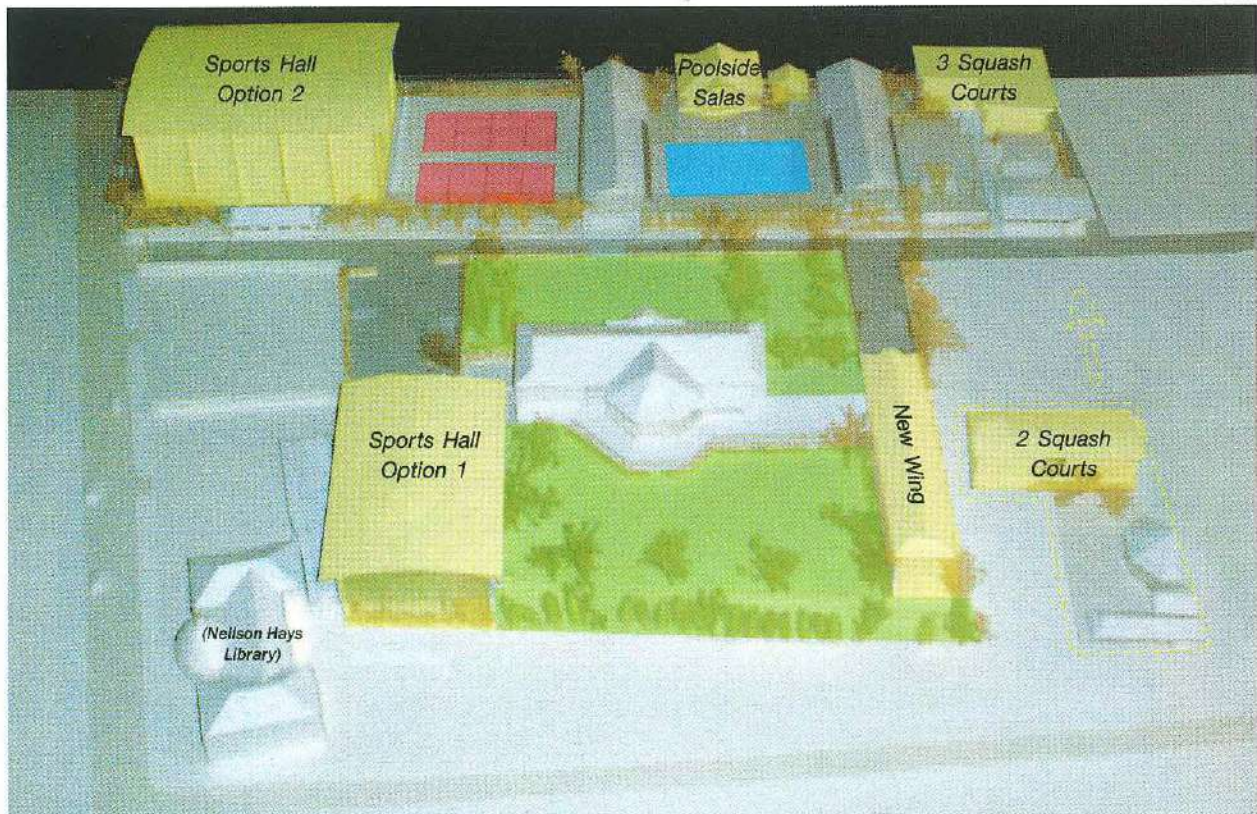 Sports Hall
Option 2
Poolside
Salas
3 Squash
Courts
Sports Hall
Option 1
New Wing
2 Squash
Courts
(Neilson Hays
Library)